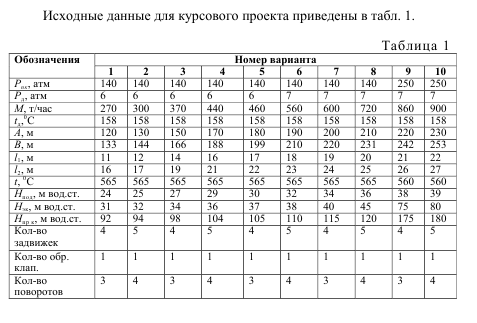 Исходные данные для курсового проекта приведены в табл. 1.
Таблица 1
Обозначения Номер варианта
1 2 3 4 5 6 7 8 9 10
Pпк, атм 140 140 140 140 140 140 140 140 250 250
Pд, атм 6 6 6 6 6 7 7 7 7 7
M, т/час 270 300 370 440 460 560 600 720 860 900
tд, ⁰C 158 158 158 158 158 158 158 158 158 158
A, м 120 130 150 170 180 190 200 210 220 230
B, м 133 144 166 188 199 210 220 231 242 253
l1, м 11 12 14 16 17 18 19 20 21 22
l2, м 16 17 19 21 22 23 24 25 26 27
t, ⁰C 565 565 565 565 565 565 565 565 560 560
Hпод, м вод.ст. 24 25 27 29 30 32 34 36 38 39
Hэк, м вод.ст. 31 32 34 36 37 38 40 45 75 80
Hпр.к, м вод.ст. 92 94 98 104 105 110 115 120 175 180
Кол-во
задвижек 4 5 4 5 4 5 4 5 4 5
Кол-во обр.
клап. 1 1 1 1 1 1 1 1 1 1
Кол-во
поворотов 3 4 3 4 3 4 3 4 3 4